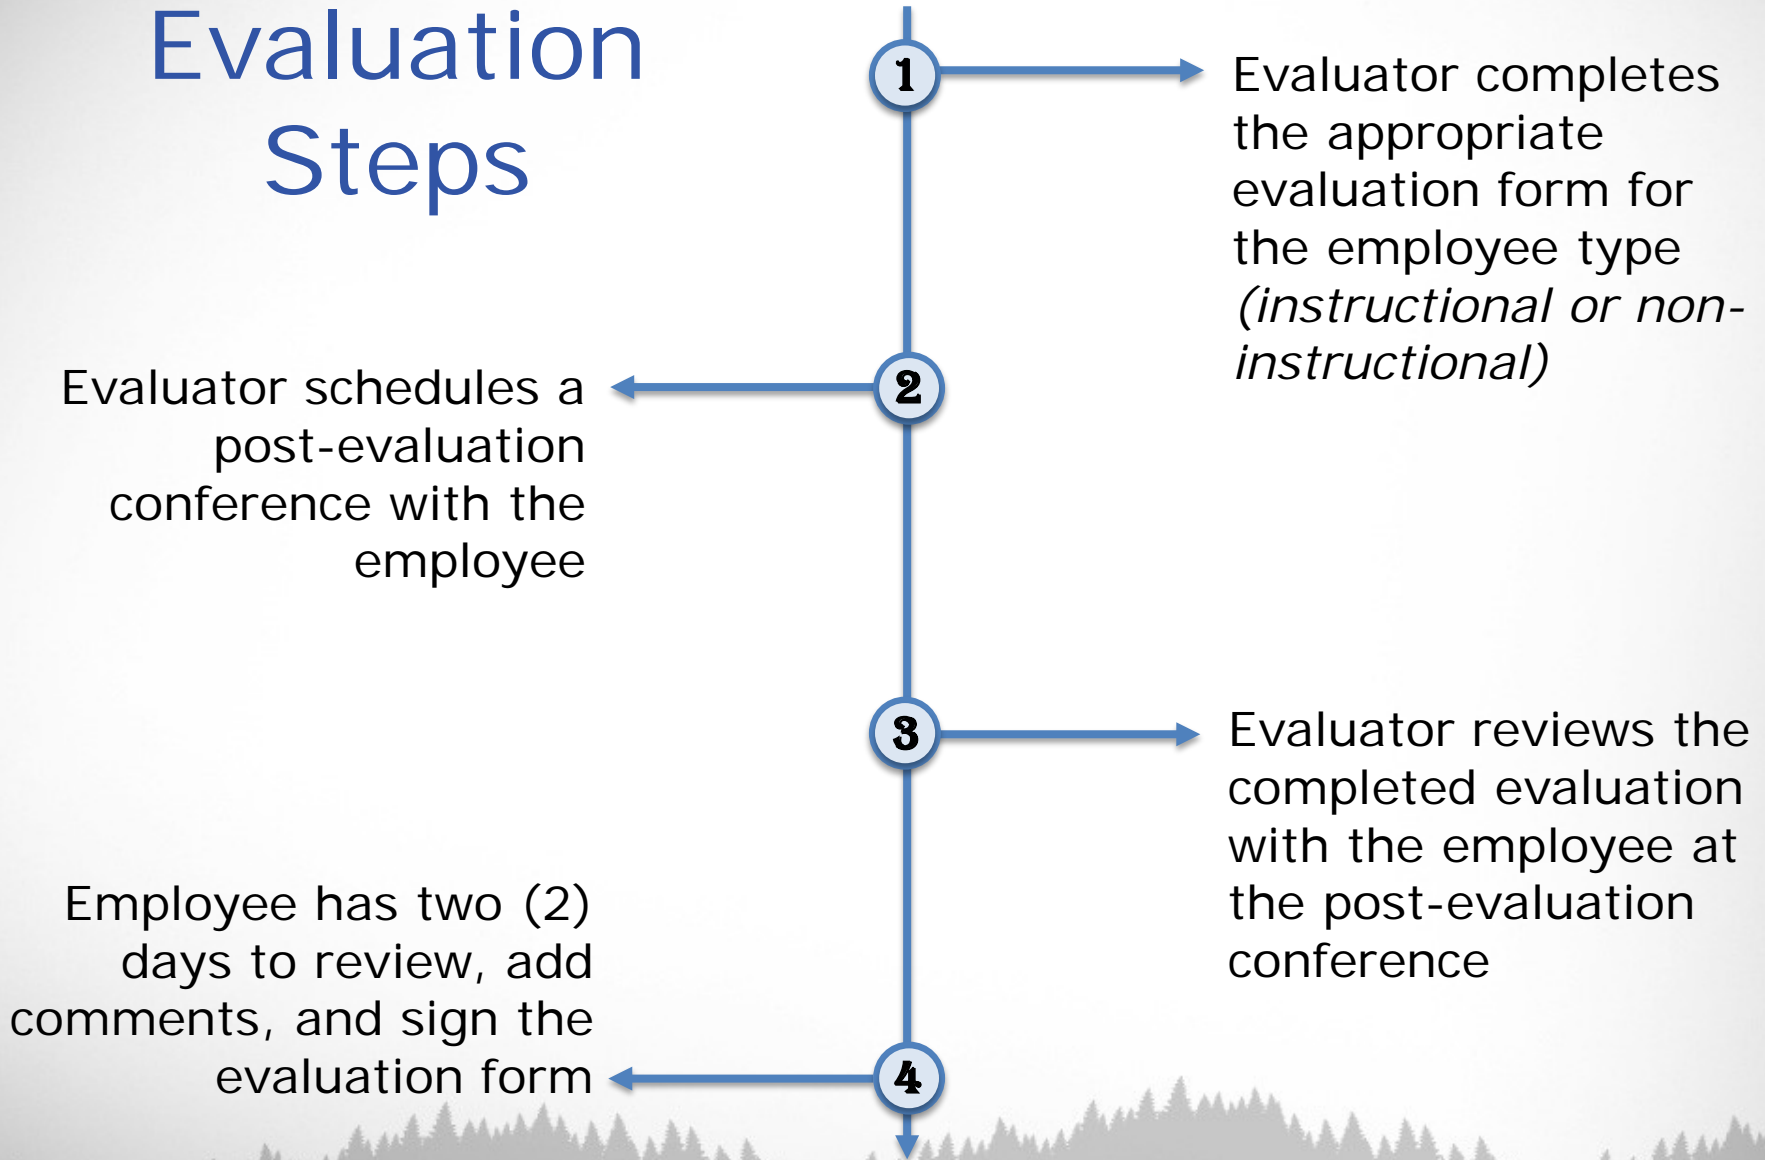 Evaluation
Steps
1
Evaluator completes
the appropriate
evaluation form for
the employee type
(instructional or non-
instructional)
2
Evaluator schedules a
post-evaluation
conference with the
employee
3
Evaluator reviews the
completed evaluation
with the employee at
the post-evaluation
conference
4
Employee has two (2)
days to review, add
comments, and sign the
evaluation form